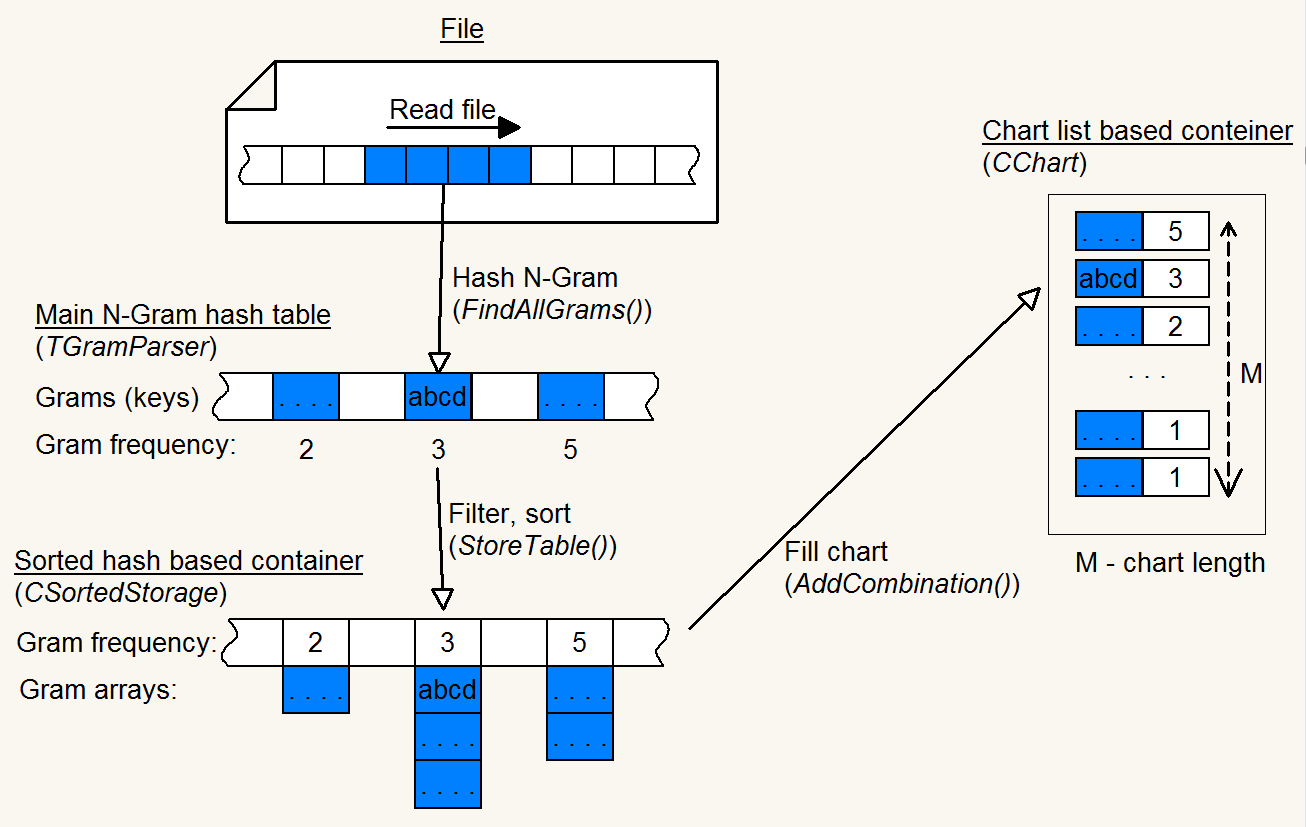 File
Read file
Hash N-Gram
(FindAllGrams())
Main N-Gram hash table
(TGramParser)
Grams (keys)
. . . .
abcd
. . . .
Gram frequency:
2
3
5
Filter, sort
(StoreTable())
Sorted hash based container
(CSortedStorage)
Gram frequency:
2
3
5
Gram arrays:
. . . .
abcd
. . . .
. . . .
. . . .
. . . .
Fill chart
(AddCombination())
Chart list based conteiner
(CChart)
. . . . 5
abcd 3
. . . . 2
. . .
M
. . . . 1
. . . . 1
M - chart length